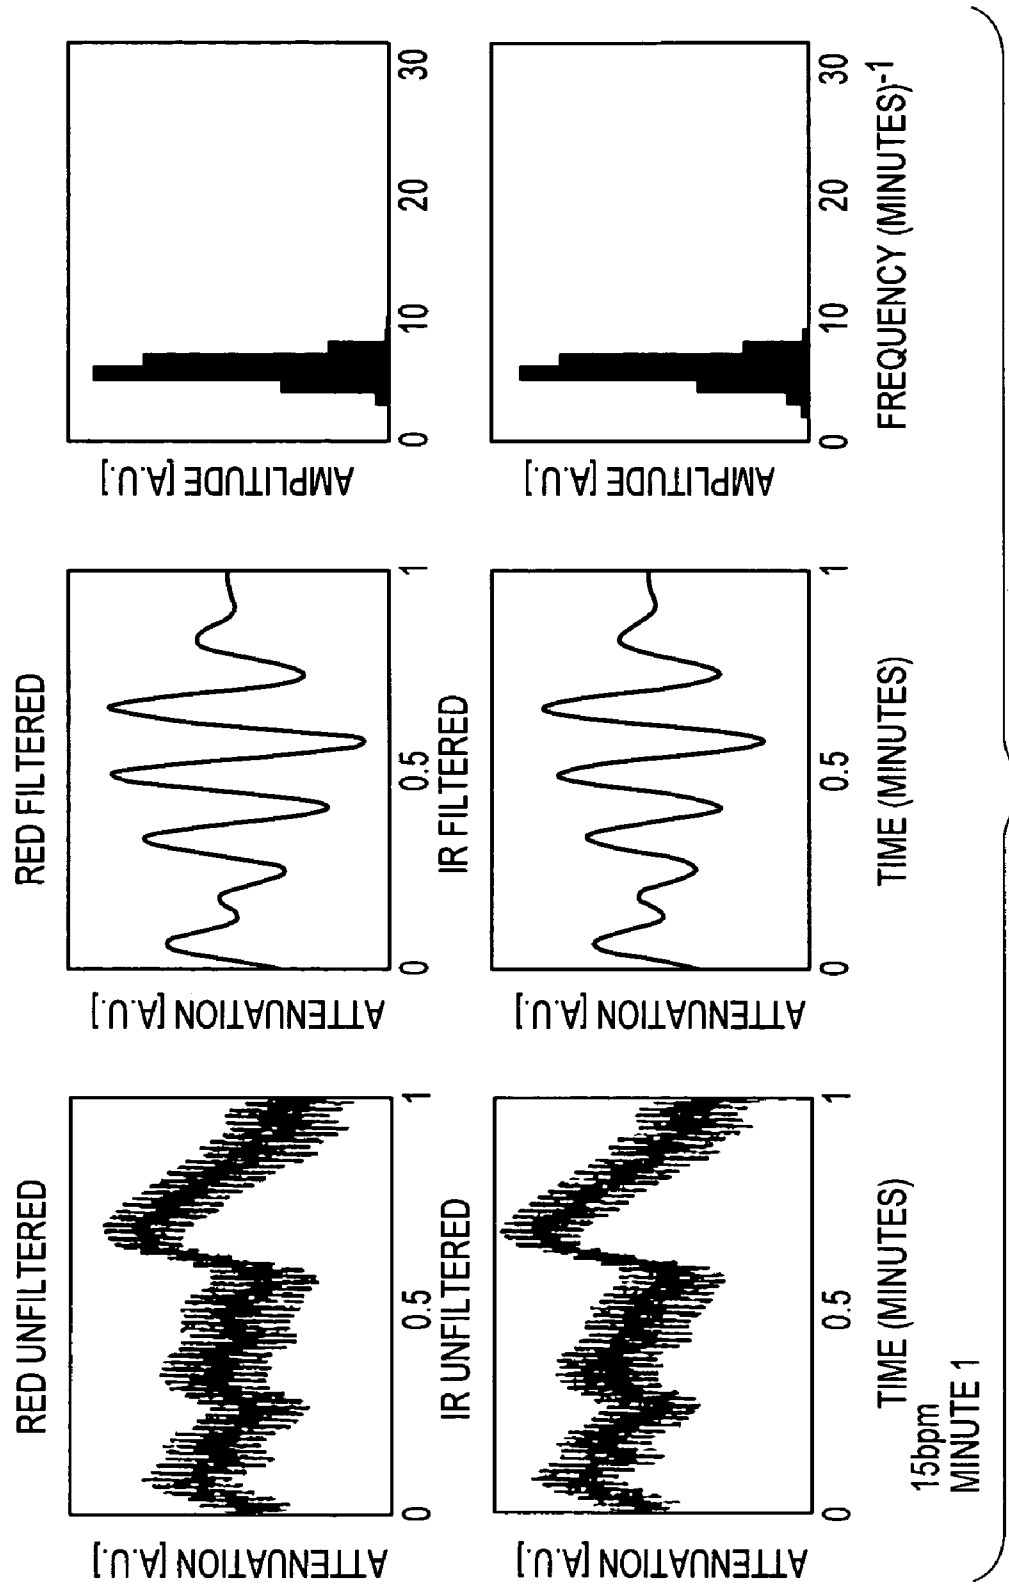 RED UNFILTERED
ATTENUATION [A.U.]
0
0.5
1
RED FILTERED
ATTENUATION [A.U.]
0
0.5
1
AMPLITUDE [A.U.]
0
10
20
30
IR UNFILTERED
ATTENUATION [A.U.]
0
0.5
1
TIME (MINUTES)
IR FILTERED
ATTENUATION [A.U.]
0
0.5
1
TIME (MINUTES)
AMPLITUDE [A.U.]
0
10
20
30
FREQUENCY (MINUTES)-1
15bpm
MINUTE 1